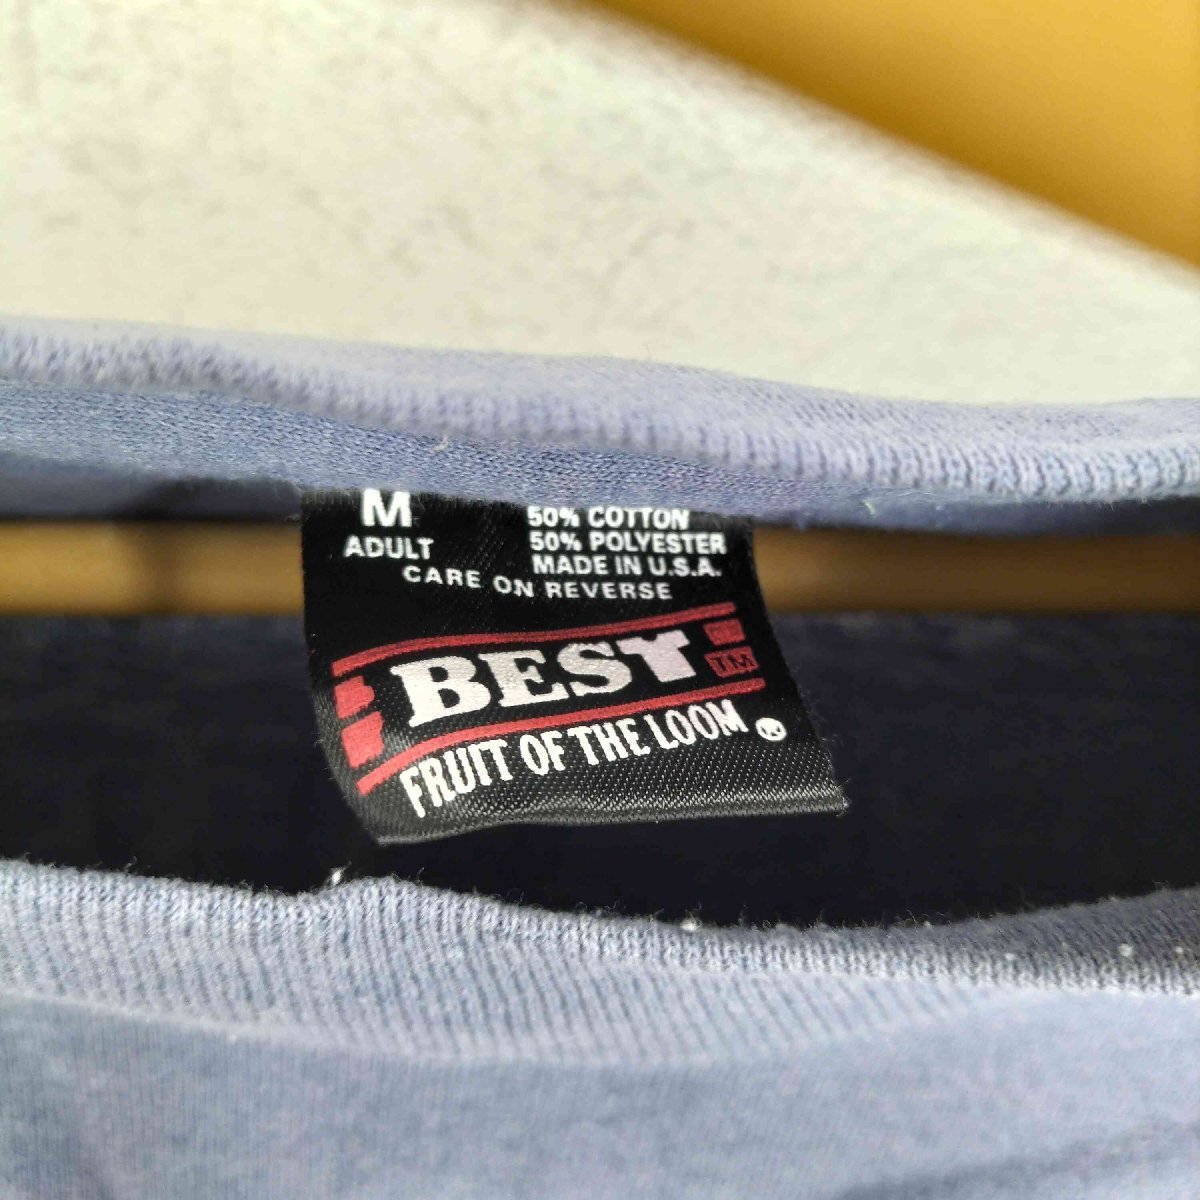 M
ADULT
50% COTTON
50% POLYESTER
MADE IN U.S.A.
CARE ON REVERSE
BEST
TM
FRUIT OF THE LOOM ®